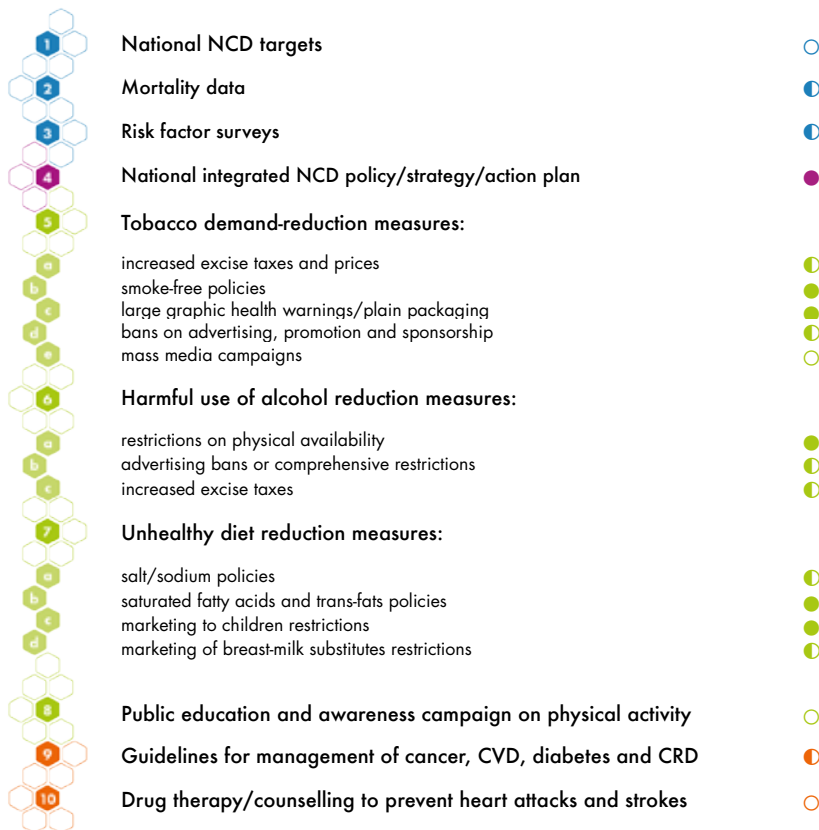 1 National NCD targets ○
2 Mortality data ◐
3 Risk factor surveys ◐
4 National integrated NCD policy/strategy/action plan ●
5 Tobacco demand-reduction measures:
a increased excise taxes and prices ◐
b smoke-free policies ●
c large graphic health warnings/plain packaging ●
d bans on advertising, promotion and sponsorship ◐
e mass media campaigns ○
6 Harmful use of alcohol reduction measures:
a restrictions on physical availability ●
b advertising bans or comprehensive restrictions ◐
c increased excise taxes ◐
7 Unhealthy diet reduction measures:
a salt/sodium policies ◐
b saturated fatty acids and trans-fats policies ●
c marketing to children restrictions ●
d marketing of breast-milk substitutes restrictions ◐
8 Public education and awareness campaign on physical activity ○
9 Guidelines for management of cancer, CVD, diabetes and CRD ◐
10 Drug therapy/counselling to prevent heart attacks and strokes ○